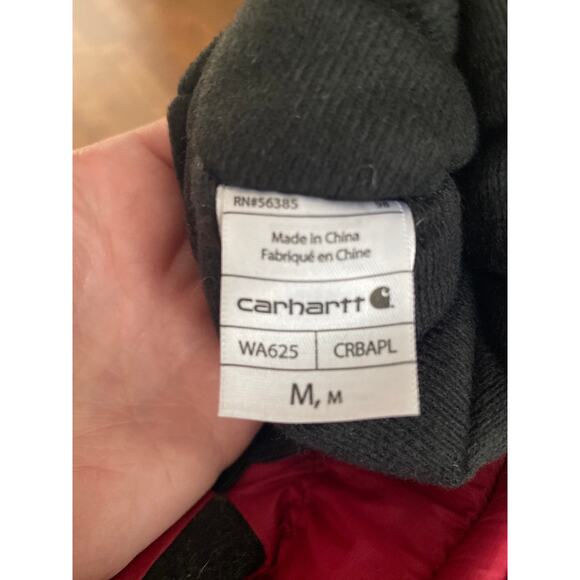 RN#56385
Made in China
Fabriqué en Chine
carhartt
WA625 CRBAPL
M, M